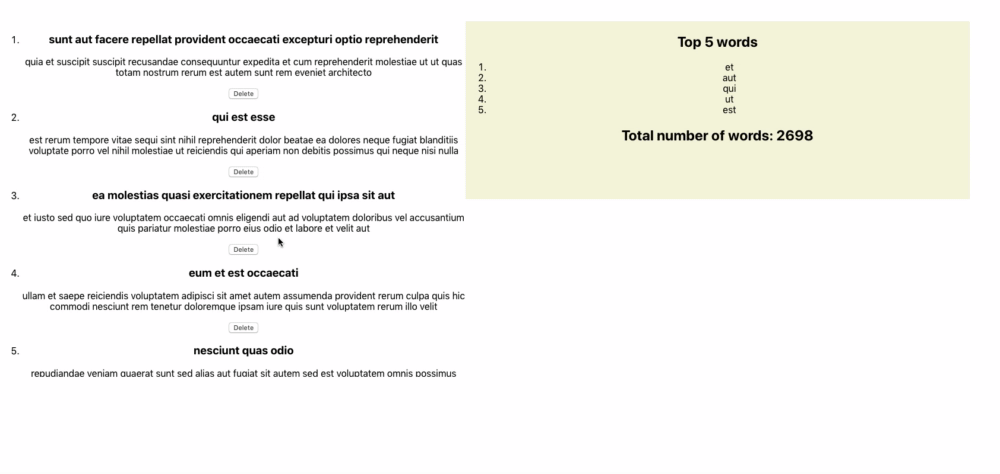 1. sunt aut facere repellat provident occaecati excepturi optio reprehenderit
quia et suscipit suscipit recusandae consequuntur expedita et cum reprehenderit molestiae ut ut quas
totam nostrum rerum est autem sunt rem eveniet architecto
Delete
2. qui est esse
est rerum tempore vitae sequi sint nihil reprehenderit dolor beatae ea dolores neque fugiat blanditiis
voluptate porro vel nihil molestiae ut reiciendis qui aperiam non debitis possimus qui neque nisi nulla
Delete
3. ea molestias quasi exercitationem repellat qui ipsa sit aut
et iusto sed quo iure voluptatem occaecati omnis eligendi aut ad voluptatem doloribus vel accusantium
quis pariatur molestiae porro eius odio et labore et velit aut
Delete
4. eum et est occaecati
ullam et saepe reiciendis voluptatem adipisci sit amet autem assumenda provident rerum culpa quis hic
commodi nesciunt rem tenetur doloremque ipsam iure quis sunt voluptatem rerum illo velit
Delete
5. nesciunt quas odio
repudiandae veniam quaerat sunt sed alias aut fugiat sit autem sed est voluptatem omnis possimus
Top 5 words
1. et
2. aut
3. qui
4. ut
5. est
Total number of words: 2698